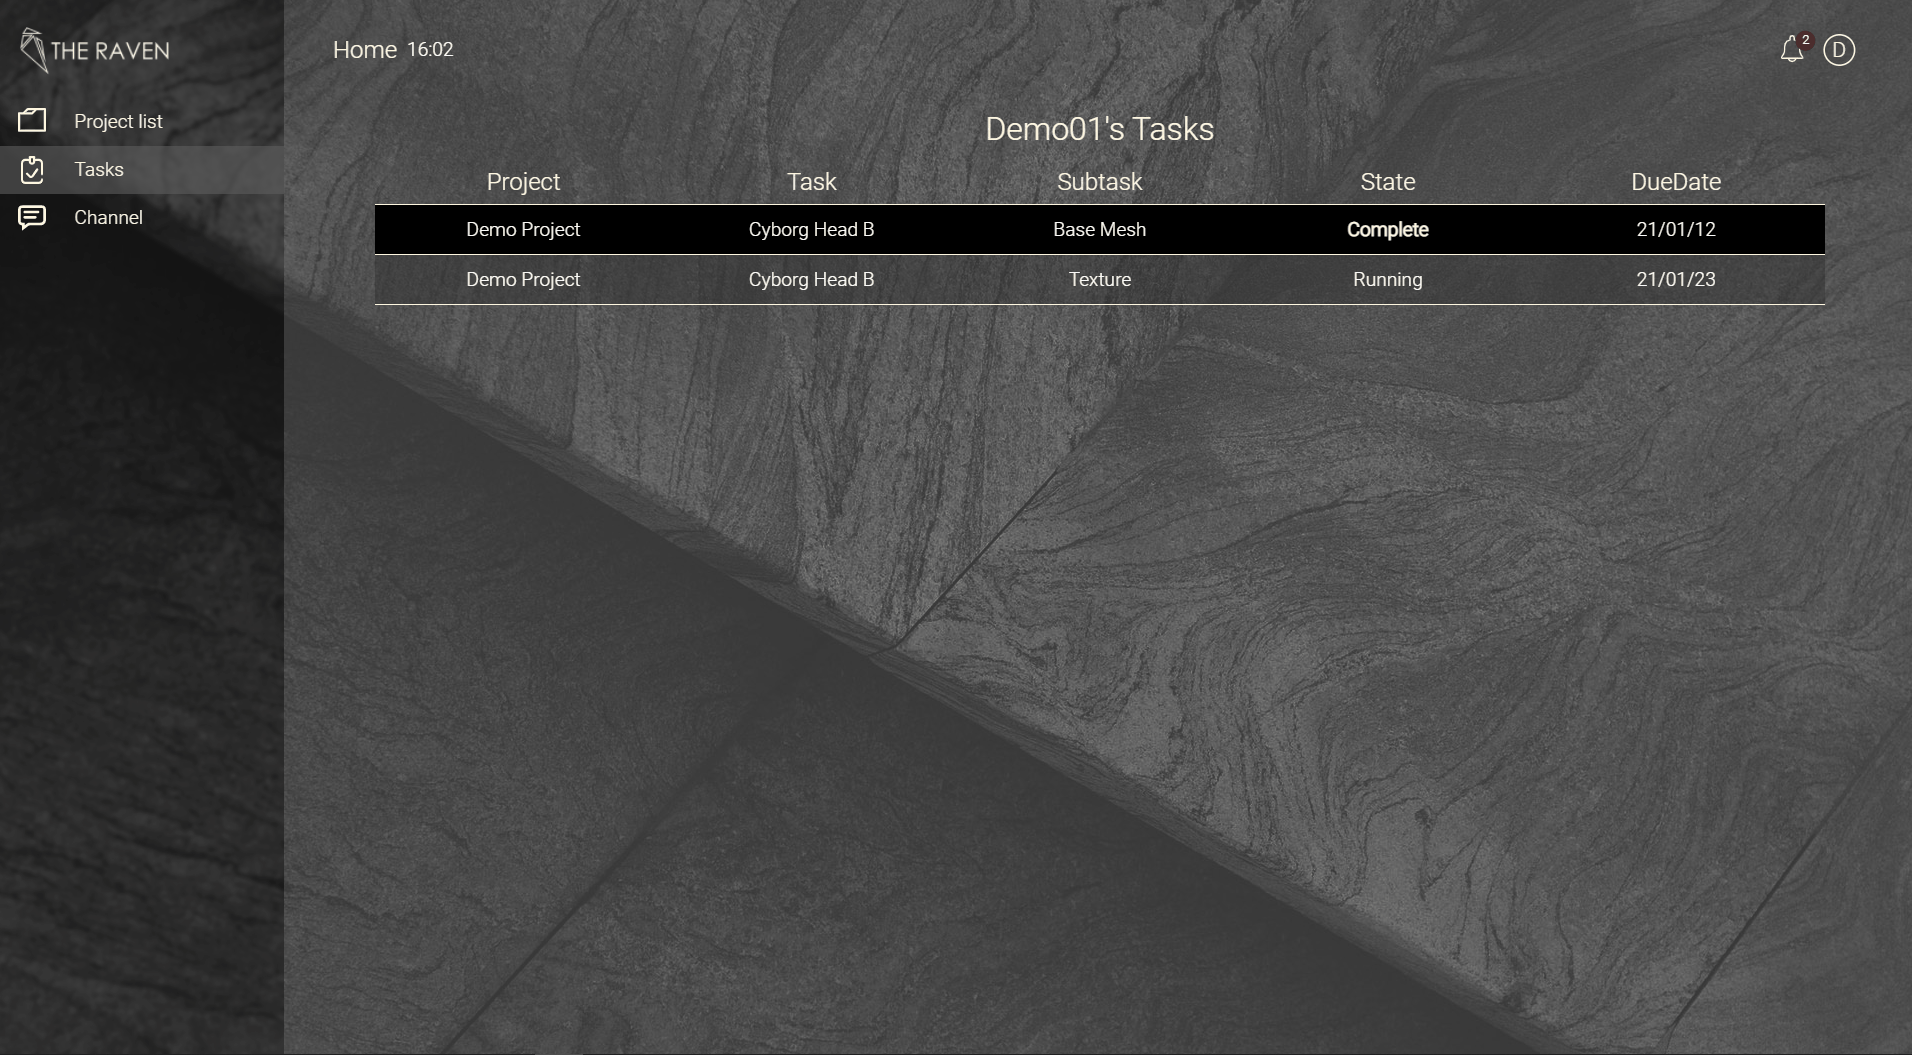 THE RAVEN
Home 16:02
2
D
Project list
Tasks
Channel
Demo01's Tasks
Project Task Subtask State DueDate
Demo Project Cyborg Head B Base Mesh Complete 21/01/12
Demo Project Cyborg Head B Texture Running 21/01/23